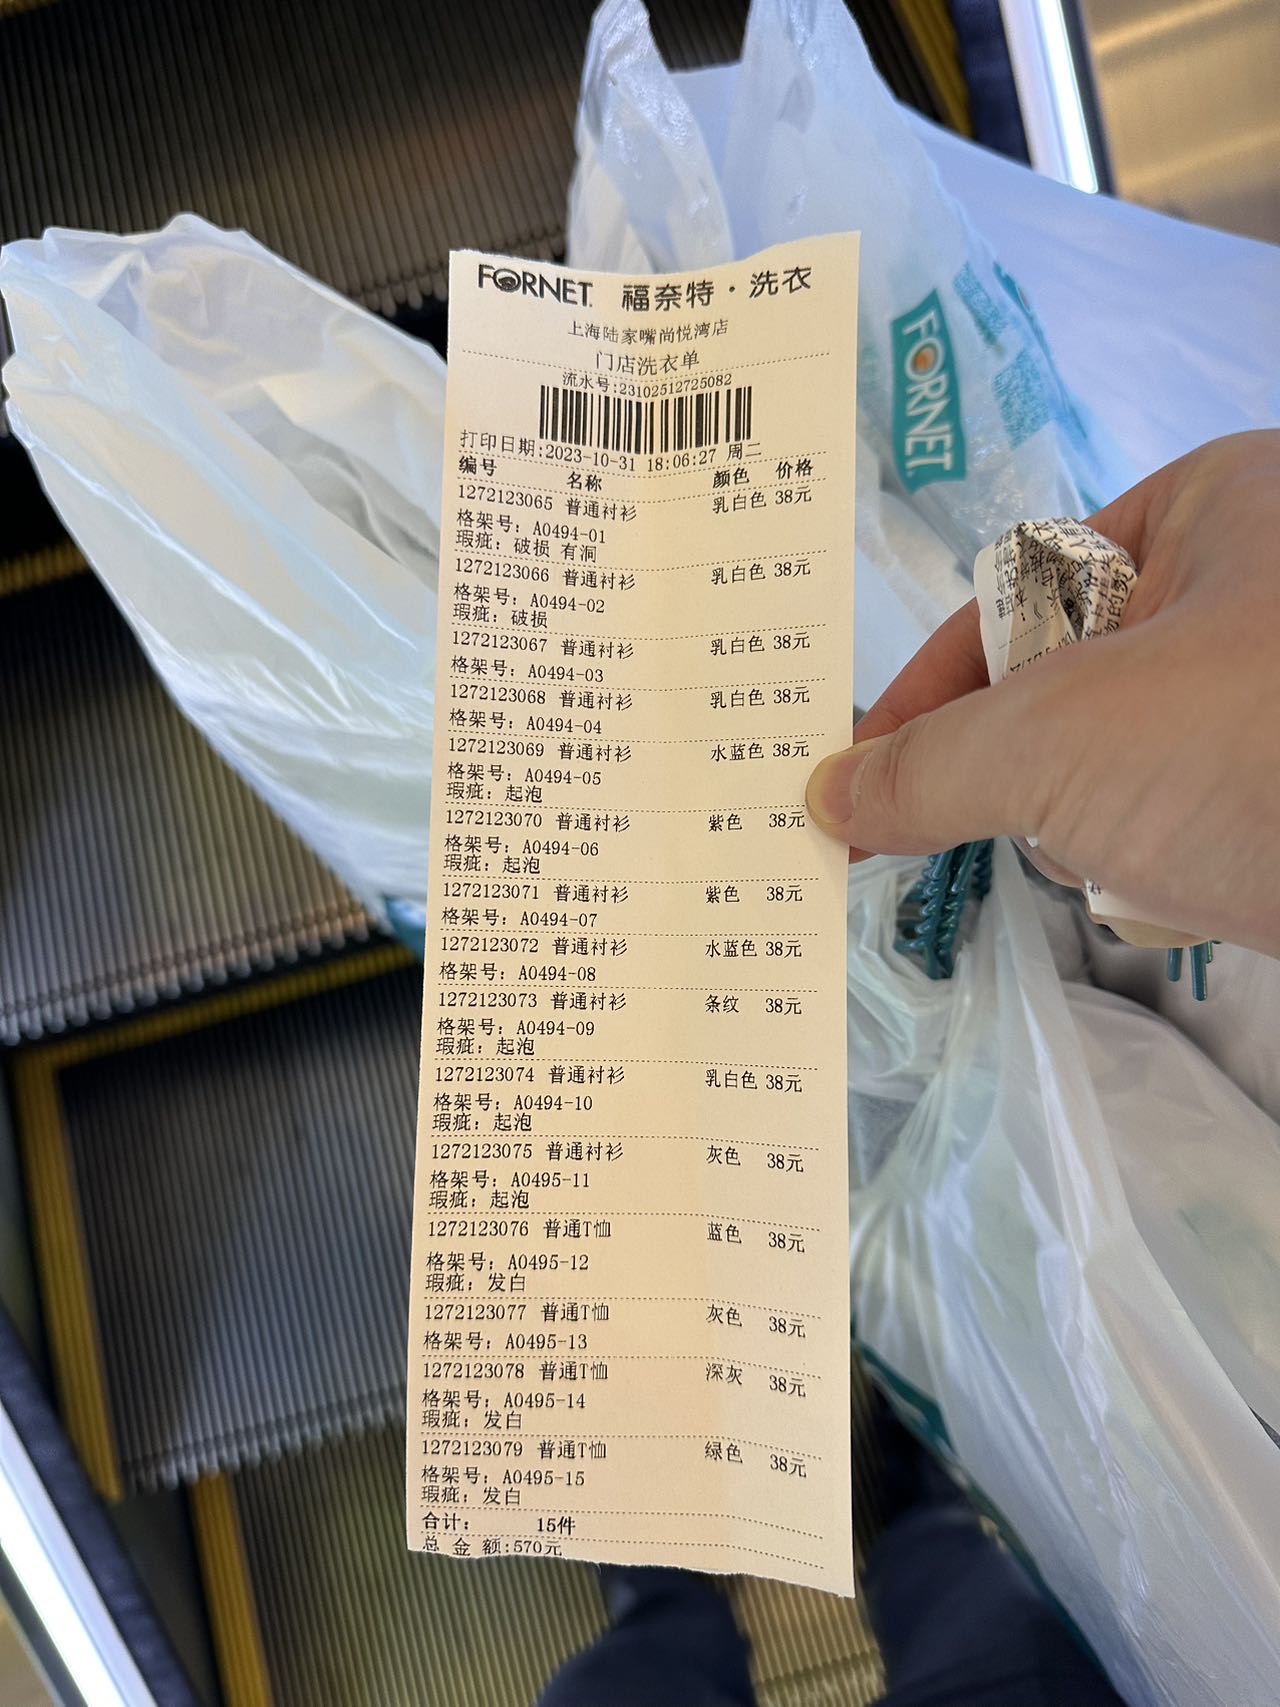 FORNET 福奈特·洗衣
上海陆家嘴尚悦湾店
门店洗衣单
流水号:23102512725082
打印日期:2023-10-31 18:06:27 周二
编号 名称 颜色 价格
1272123065 普通衬衫 乳白色 38元
格架号: A0494-01
瑕疵: 破损 有洞
1272123066 普通衬衫 乳白色 38元
格架号: A0494-02
瑕疵: 破损
1272123067 普通衬衫 乳白色 38元
格架号: A0494-03
1272123068 普通衬衫 乳白色 38元
格架号: A0494-04
1272123069 普通衬衫 水蓝色 38元
格架号: A0494-05
瑕疵: 起泡
1272123070 普通衬衫 紫色 38元
格架号: A0494-06
瑕疵: 起泡
1272123071 普通衬衫 紫色 38元
格架号: A0494-07
1272123072 普通衬衫 水蓝色 38元
格架号: A0494-08
1272123073 普通衬衫 条纹 38元
格架号: A0494-09
瑕疵: 起泡
1272123074 普通衬衫 乳白色 38元
格架号: A0494-10
瑕疵: 起泡
1272123075 普通衬衫 灰色 38元
格架号: A0495-11
瑕疵: 起泡
1272123076 普通T恤 蓝色 38元
格架号: A0495-12
瑕疵: 发白
1272123077 普通T恤 灰色 38元
格架号: A0495-13
1272123078 普通T恤 深灰 38元
格架号: A0495-14
瑕疵: 发白
1272123079 普通T恤 绿色 38元
格架号: A0495-15
瑕疵: 发白
合计: 15件
总 金 额:570元
FORNET